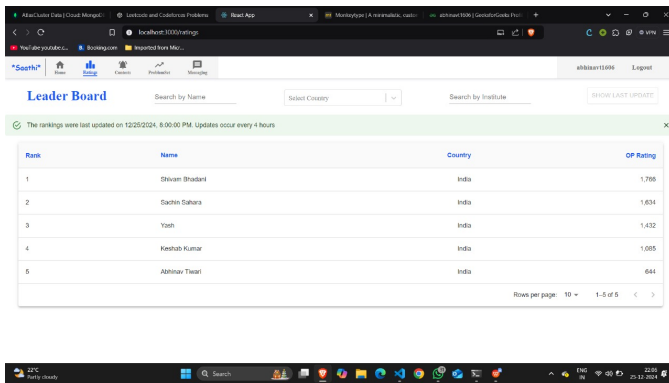 AtlasCluster Data | Cloud: MongoD
Leetcode and Codeforces Problems
React App
Monkeytype | A minimalistic, custo
abhinavt1606 | GeeksforGeeks Prof
localhost:3000/ratings
VPN
YouTube youtube.c...
Booking.com
Imported from Micr...
"Saathi"
Home
Ratings
Contests
Problemlist
Messaging
abhinavt1606
Logout
Leader Board
Search by Name
Select Country
Search by Institute
SHOW LAST UPDATE
The rankings were last updated on 12/25/2024, 8:00:00 PM. Updates occur every 4 hours
Rank Name Country OP Rating
1 Shivam Bhadani India 1,766
2 Sachin Sahara India 1,634
3 Yash India 1,432
4 Keshab Kumar India 1,085
5 Abhinav Tiwari India 644
Rows per page: 10 1–5 of 5
22°C
Partly cloudy
Search
ENG
IN
22:05
25-12-2024